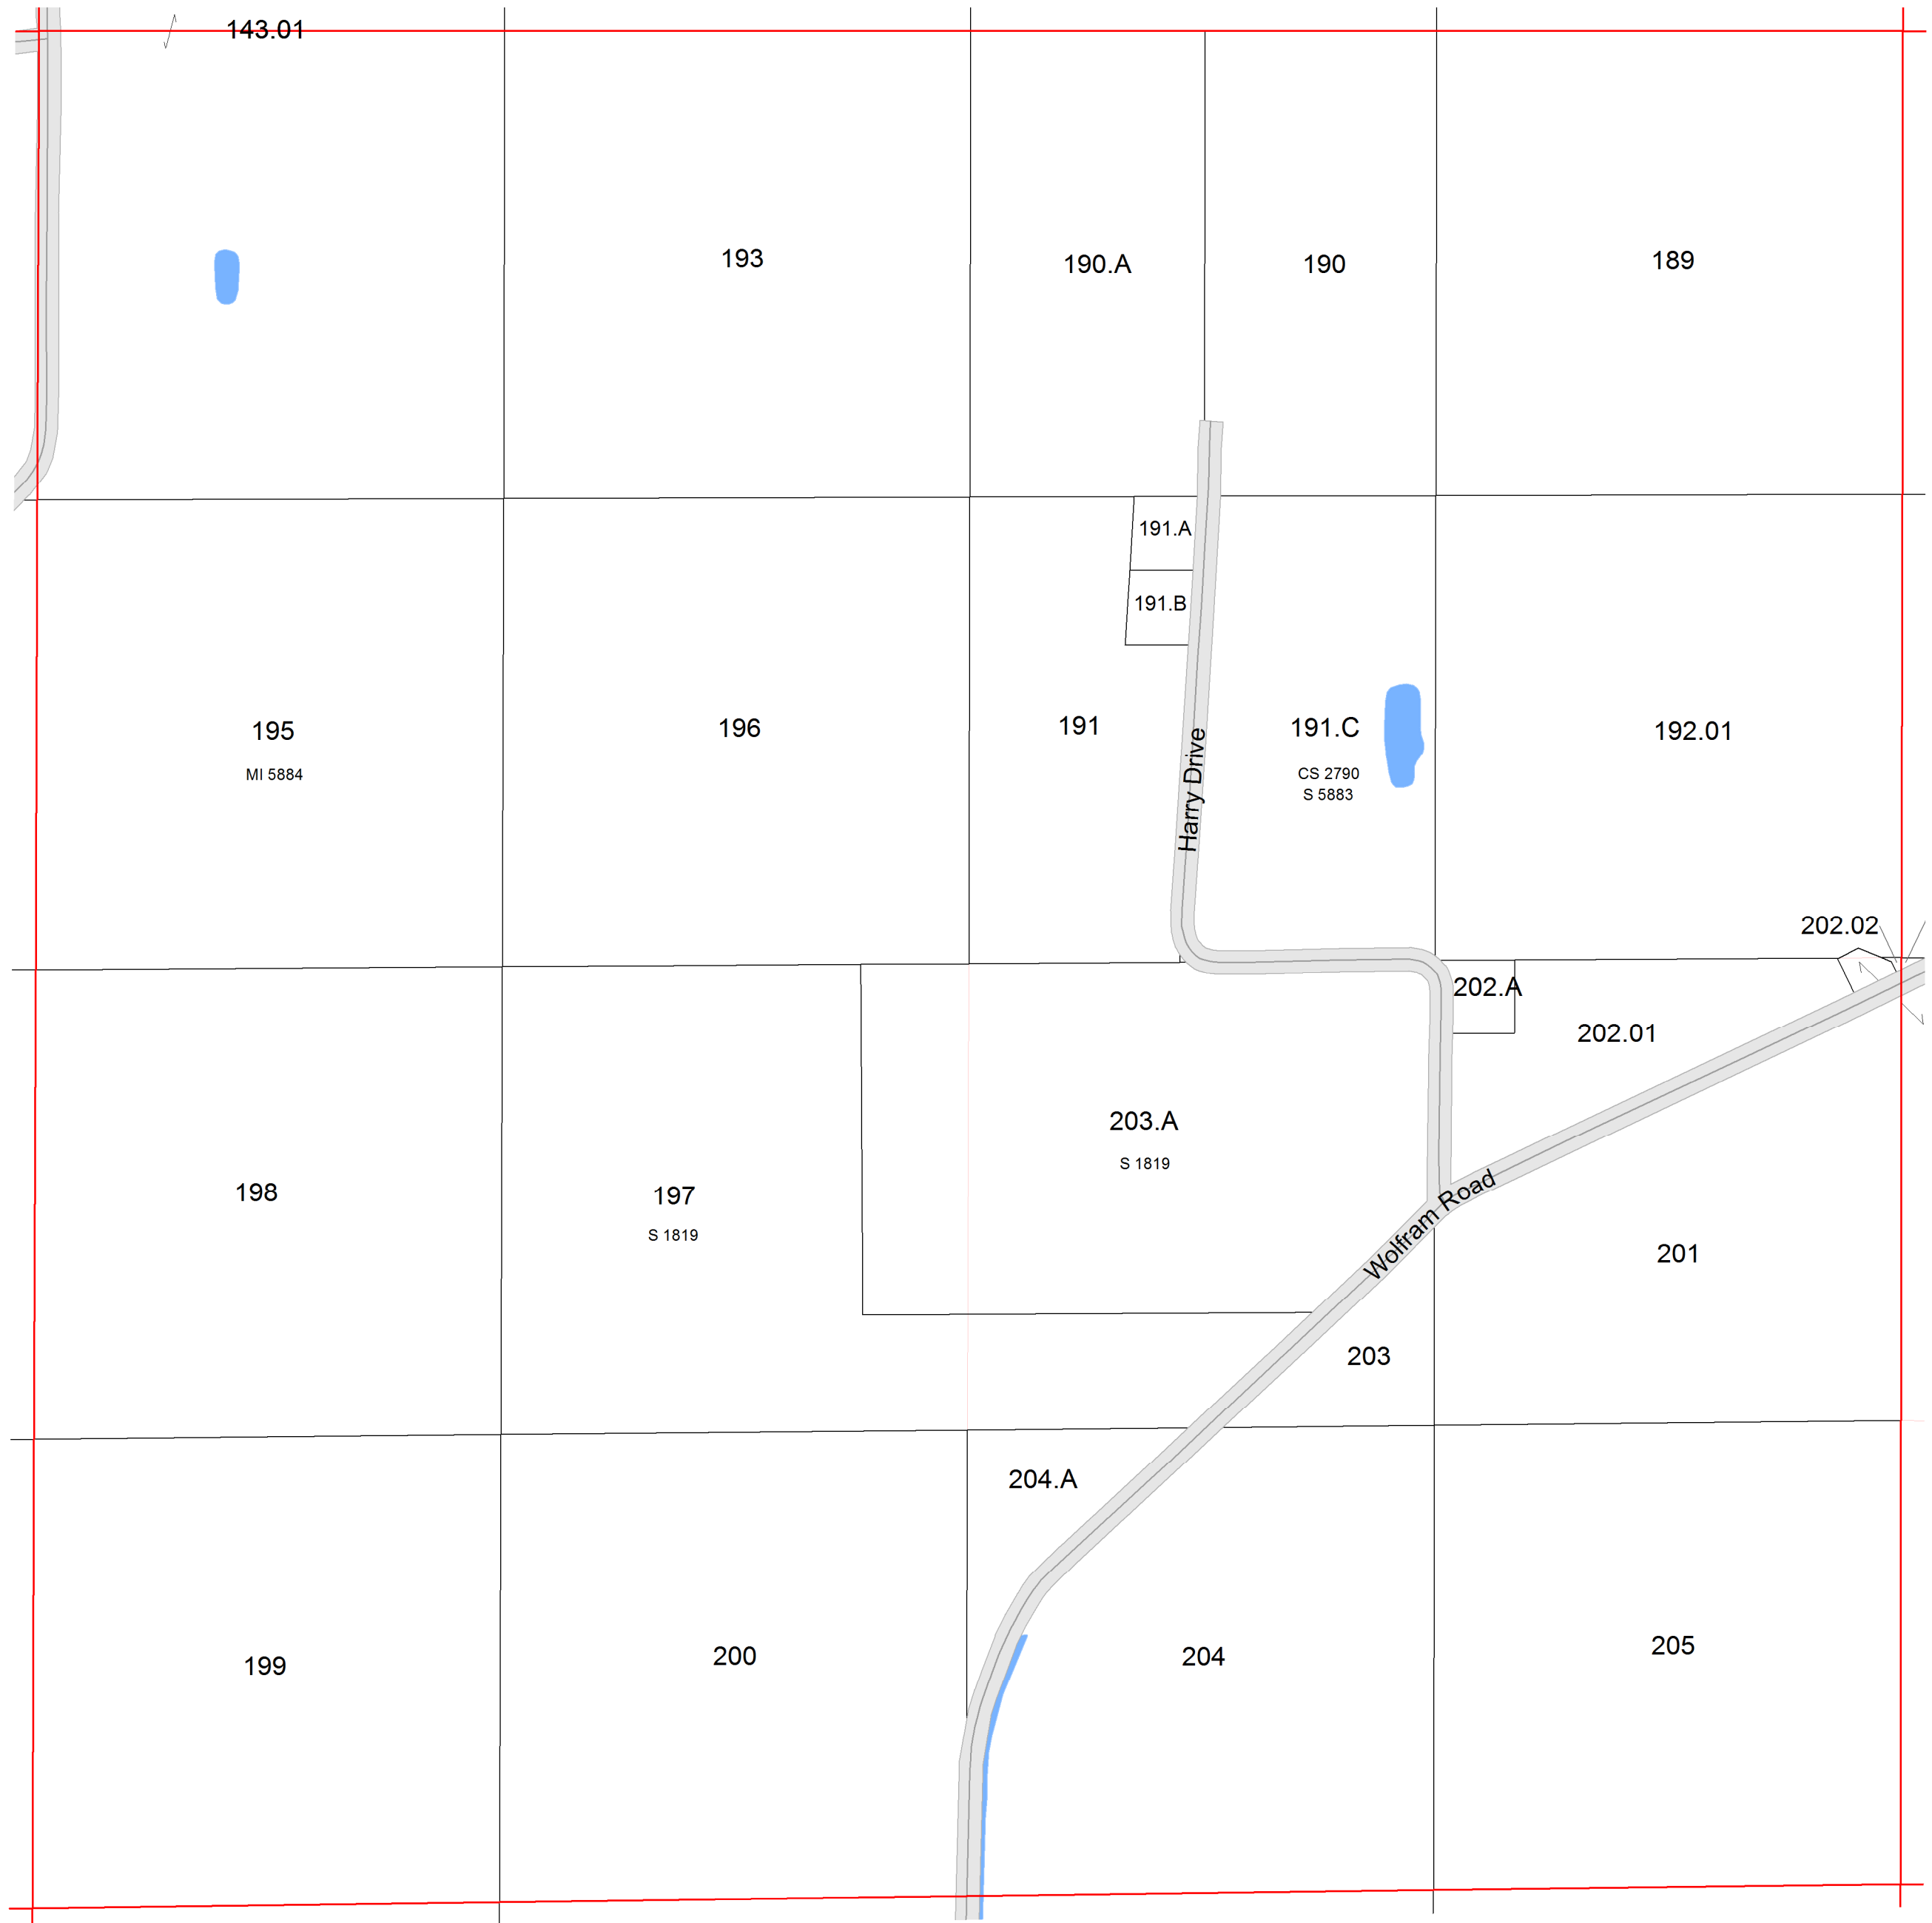 143.01
193
190.A
190
189
191.A
191.B
195
MI 5884
196
191
Harry Drive
191.C
CS 2790
S 5883
192.01
202.02
202.A
202.01
203.A
S 1819
198
197
S 1819
Wolfram Road
201
203
204.A
199
200
204
205